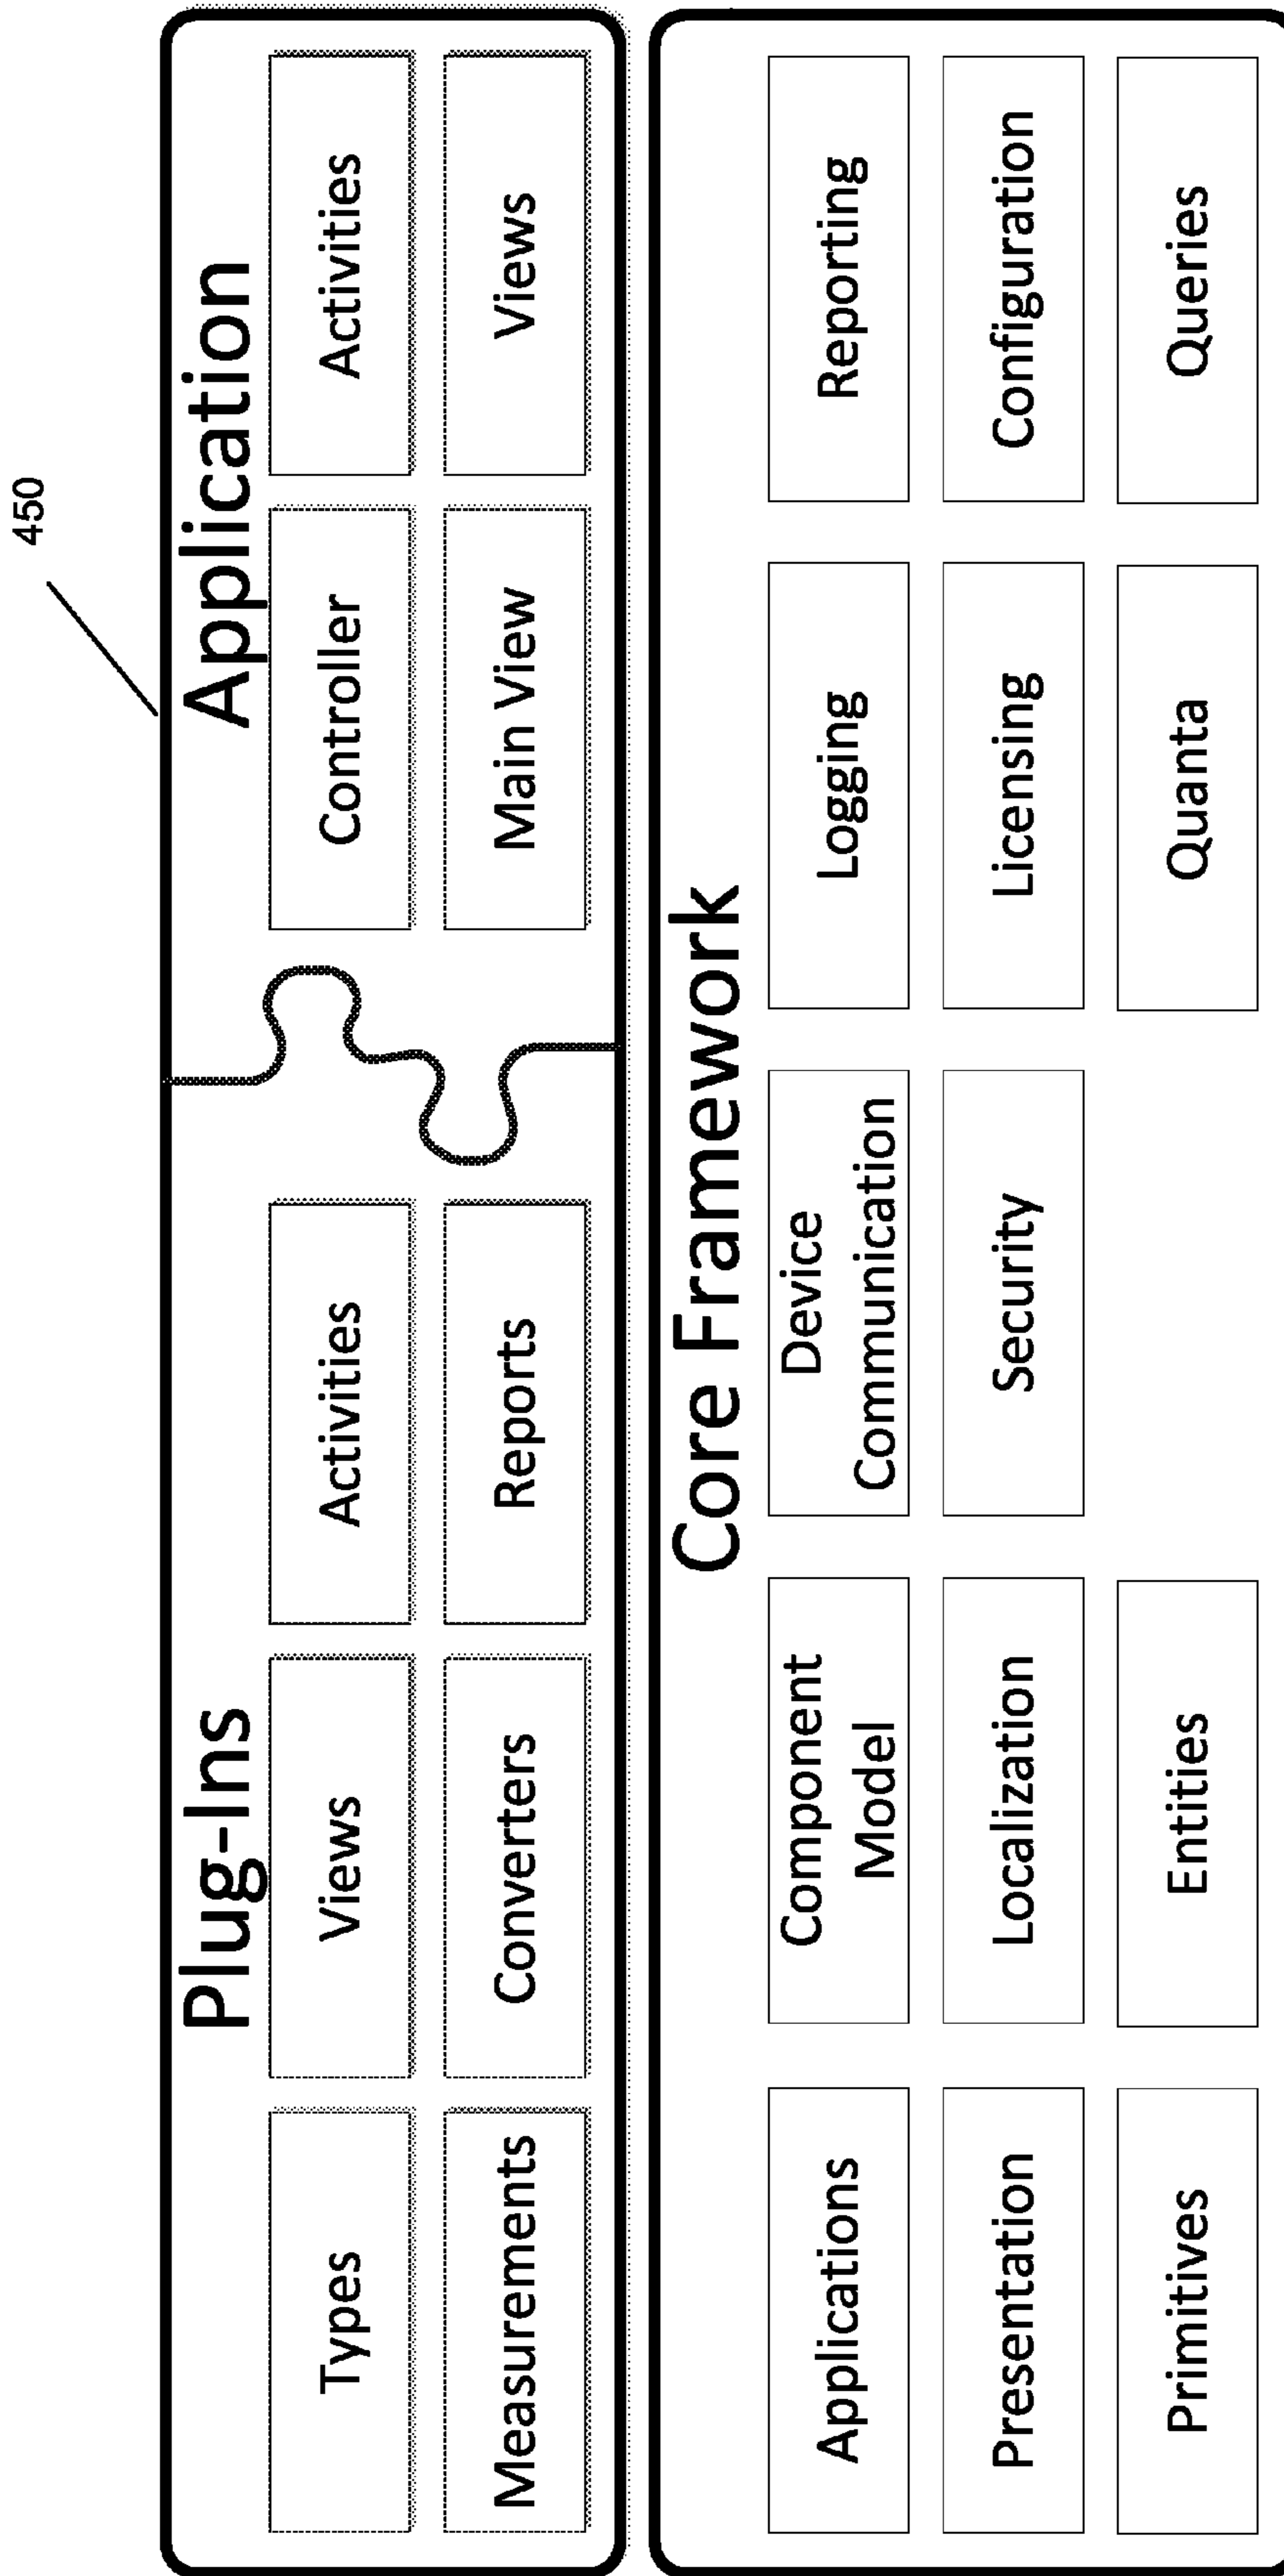 450
Plug-Ins
Application
Types
Views
Activities
Controller
Activities
Measurements
Converters
Reports
Main View
Views
Core Framework
Applications
Component
Model
Device
Communication
Logging
Reporting
Presentation
Localization
Security
Licensing
Configuration
Primitives
Entities
Quanta
Queries